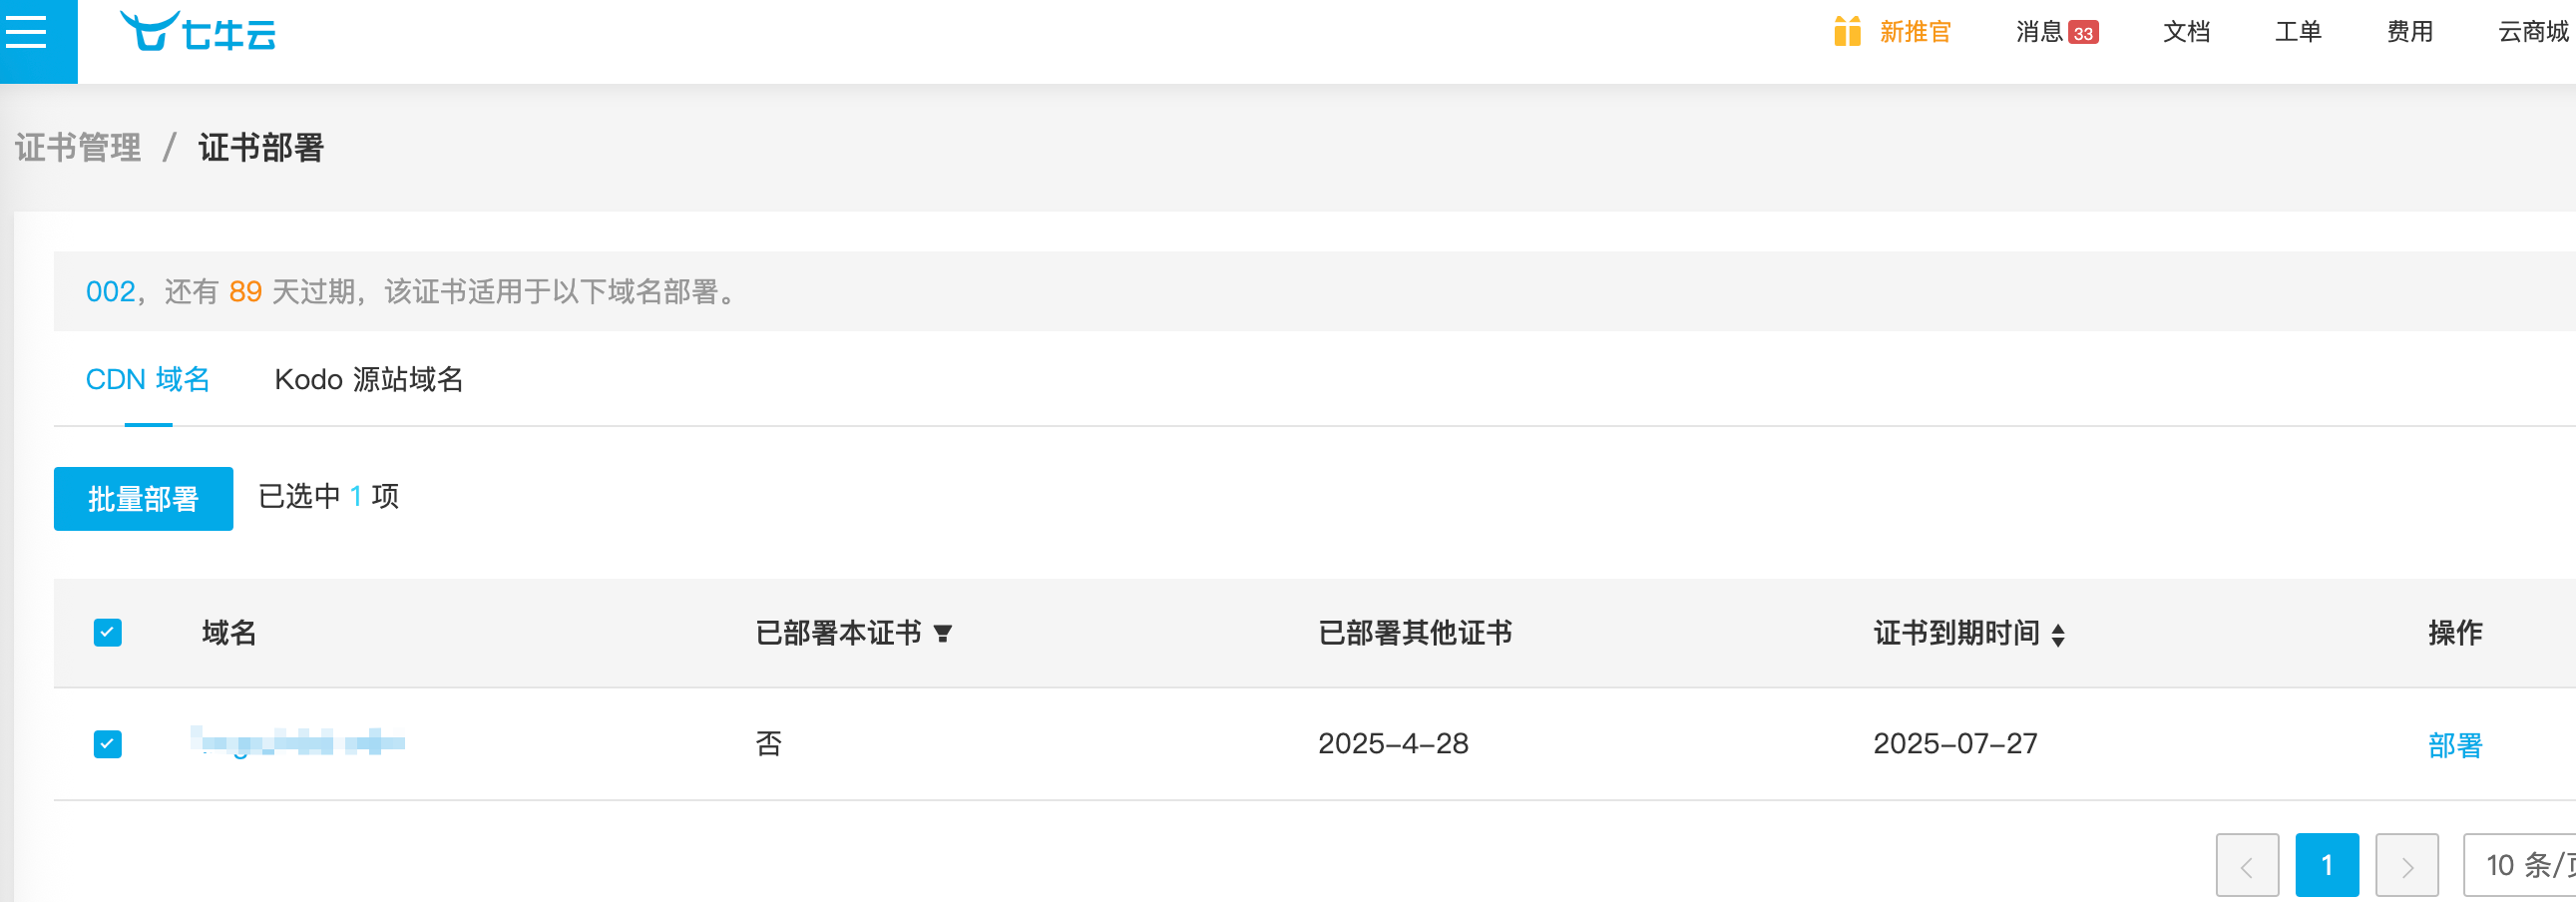 七牛云
新推官 消息 33 文档 工单 费用 云商城
证书管理 / 证书部署
002，还有 89 天过期，该证书适用于以下域名部署。
CDN 域名 Kodo 源站域名
批量部署 已选中 1 项
域名 已部署本证书 已部署其他证书 证书到期时间 操作
否 2025-4-28 2025-07-27 部署
1 10 条/页